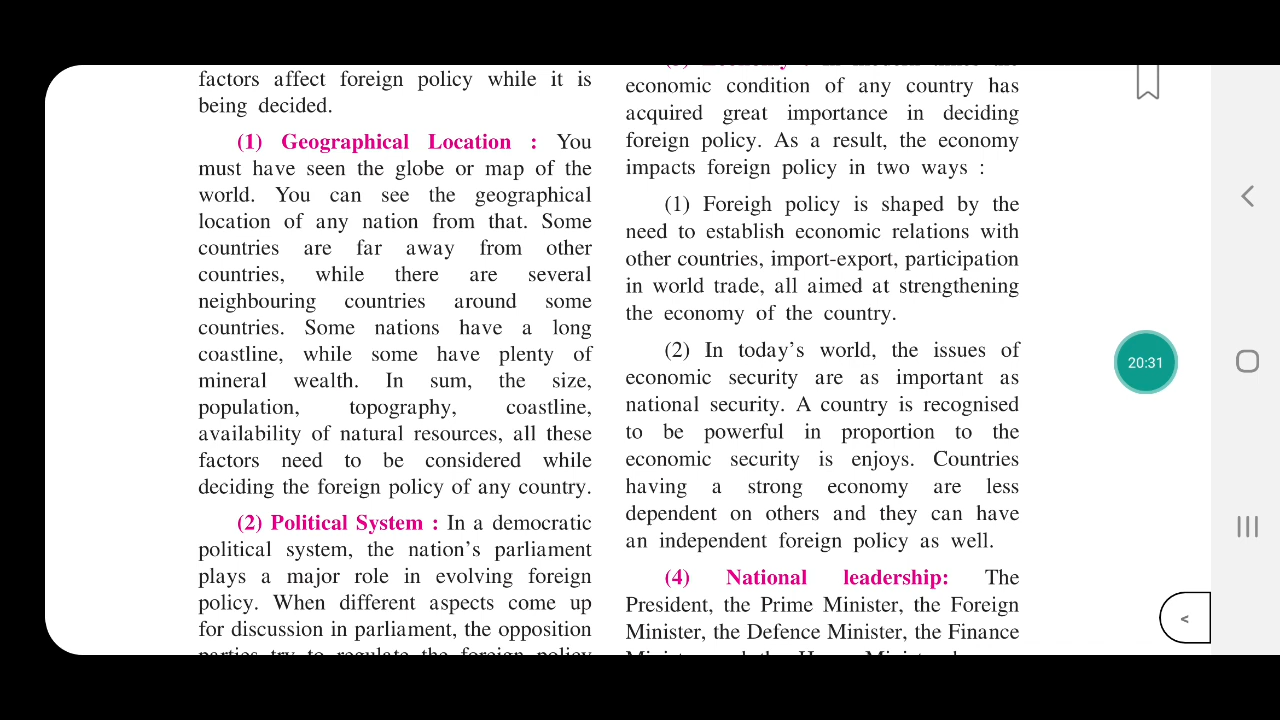 factors affect foreign policy while it is
being decided.
(1) Geographical Location : You
must have seen the globe or map of the
world. You can see the geographical
location of any nation from that. Some
countries are far away from other
countries, while there are several
neighbouring countries around some
countries. Some nations have a long
coastline, while some have plenty of
mineral wealth. In sum, the size,
population, topography, coastline,
availability of natural resources, all these
factors need to be considered while
deciding the foreign policy of any country.
(2) Political System : In a democratic
political system, the nation's parliament
plays a major role in evolving foreign
policy. When different aspects come up
for discussion in parliament, the opposition
parties try to regulate the foreign policy
economic condition of any country has
acquired great importance in deciding
foreign policy. As a result, the economy
impacts foreign policy in two ways :
(1) Foreigh policy is shaped by the
need to establish economic relations with
other countries, import-export, participation
in world trade, all aimed at strengthening
the economy of the country.
(2) In today's world, the issues of
economic security are as important as
national security. A country is recognised
to be powerful in proportion to the
economic security is enjoys. Countries
having a strong economy are less
dependent on others and they can have
an independent foreign policy as well.
(4) National leadership: The
President, the Prime Minister, the Foreign
Minister, the Defence Minister, the Finance
20:31
<